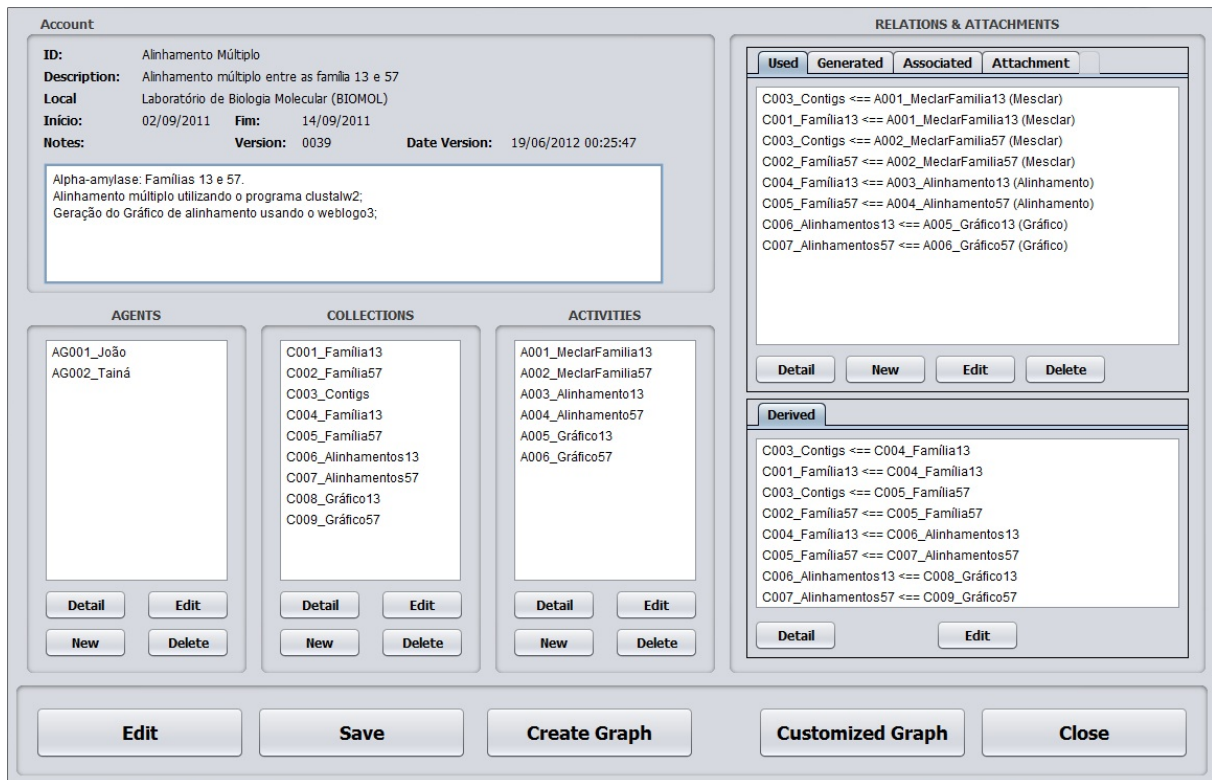 Account
ID: Alinhamento Múltiplo
Description: Alinhamento múltiplo entre as família 13 e 57
Local Laboratório de Biologia Molecular (BIOMOL)
Início: 02/09/2011 Fim: 14/09/2011
Notes: Version: 0039 Date Version: 19/06/2012 00:25:47
Alpha-amylase: Famílias 13 e 57.
Alinhamento múltiplo utilizando o programa clustalw2;
Geração do Gráfico de alinhamento usando o weblogo3;
AGENTS
AG001_João
AG002_Tainá
Detail Edit
New Delete
COLLECTIONS
C001_Família13
C002_Família57
C003_Contigs
C004_Família13
C005_Família57
C006_Alinhamentos13
C007_Alinhamentos57
C008_Gráfico13
C009_Gráfico57
Detail Edit
New Delete
ACTIVITIES
A001_MeclarFamilia13
A002_MeclarFamilia57
A003_Alinhamento13
A004_Alinhamento57
A005_Gráfico13
A006_Gráfico57
Detail Edit
New Delete
RELATIONS & ATTACHMENTS
Used Generated Associated Attachment
C003_Contigs <== A001_MeclarFamilia13 (Mesclar)
C001_Família13 <== A001_MeclarFamilia13 (Mesclar)
C003_Contigs <== A002_MeclarFamilia57 (Mesclar)
C002_Família57 <== A002_MeclarFamilia57 (Mesclar)
C004_Família13 <== A003_Alinhamento13 (Alinhamento)
C005_Família57 <== A004_Alinhamento57 (Alinhamento)
C006_Alinhamentos13 <== A005_Gráfico13 (Gráfico)
C007_Alinhamentos57 <== A006_Gráfico57 (Gráfico)
Detail New Edit Delete
Derived
C003_Contigs <== C004_Família13
C001_Família13 <== C004_Família13
C003_Contigs <== C005_Família57
C002_Família57 <== C005_Família57
C004_Família13 <== C006_Alinhamentos13
C005_Família57 <== C007_Alinhamentos57
C006_Alinhamentos13 <== C008_Gráfico13
C007_Alinhamentos57 <== C009_Gráfico57
Detail Edit
Edit Save Create Graph Customized Graph Close